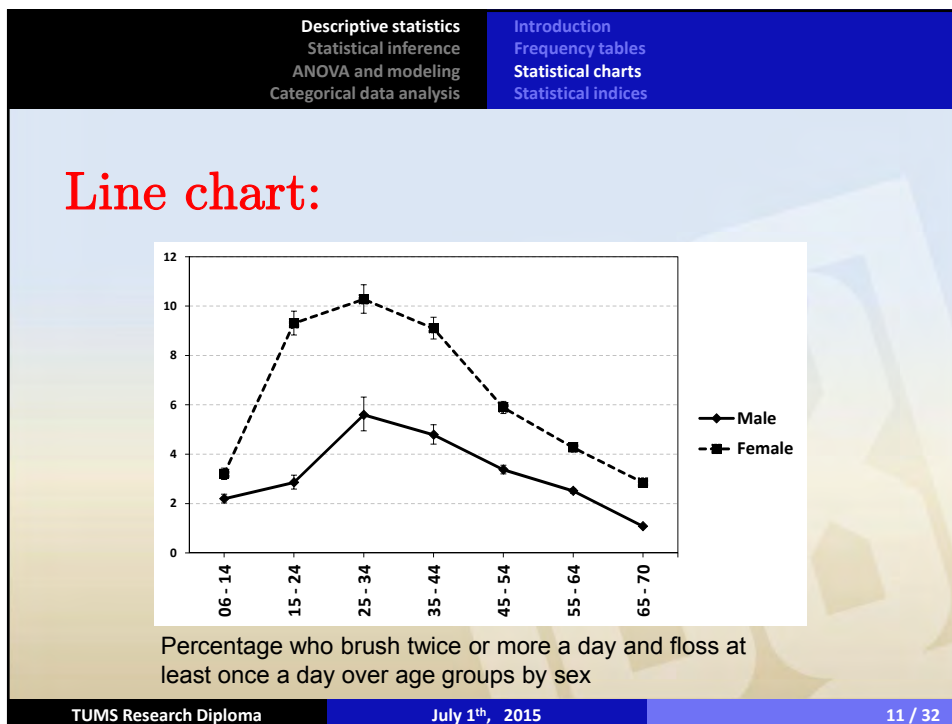 Descriptive statistics
Statistical inference
ANOVA and modeling
Categorical data analysis
Introduction
Frequency tables
Statistical charts
Statistical indices
Line chart:
12
10
8
6
4
2
0
06 - 14
15 - 24
25 - 34
35 - 44
45 - 54
55 - 64
65 - 70
Male
Female
Percentage who brush twice or more a day and floss at
least once a day over age groups by sex
TUMS Research Diploma
July 1th, 2015
11 / 32